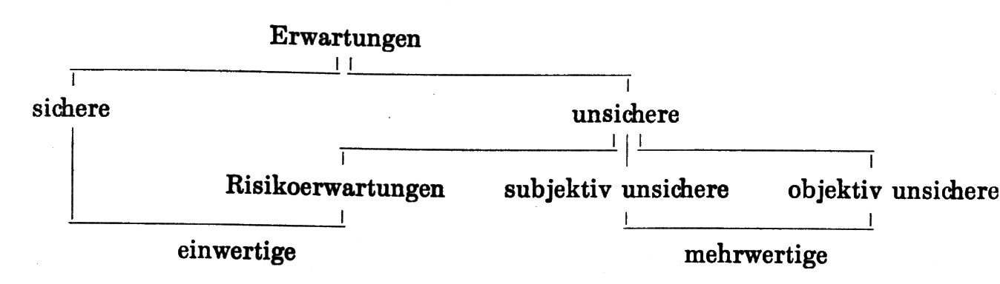 Erwartungen
sichere
unsichere
Risikoerwartungen subjektiv unsichere objektiv unsichere
einwertige
mehrwertige